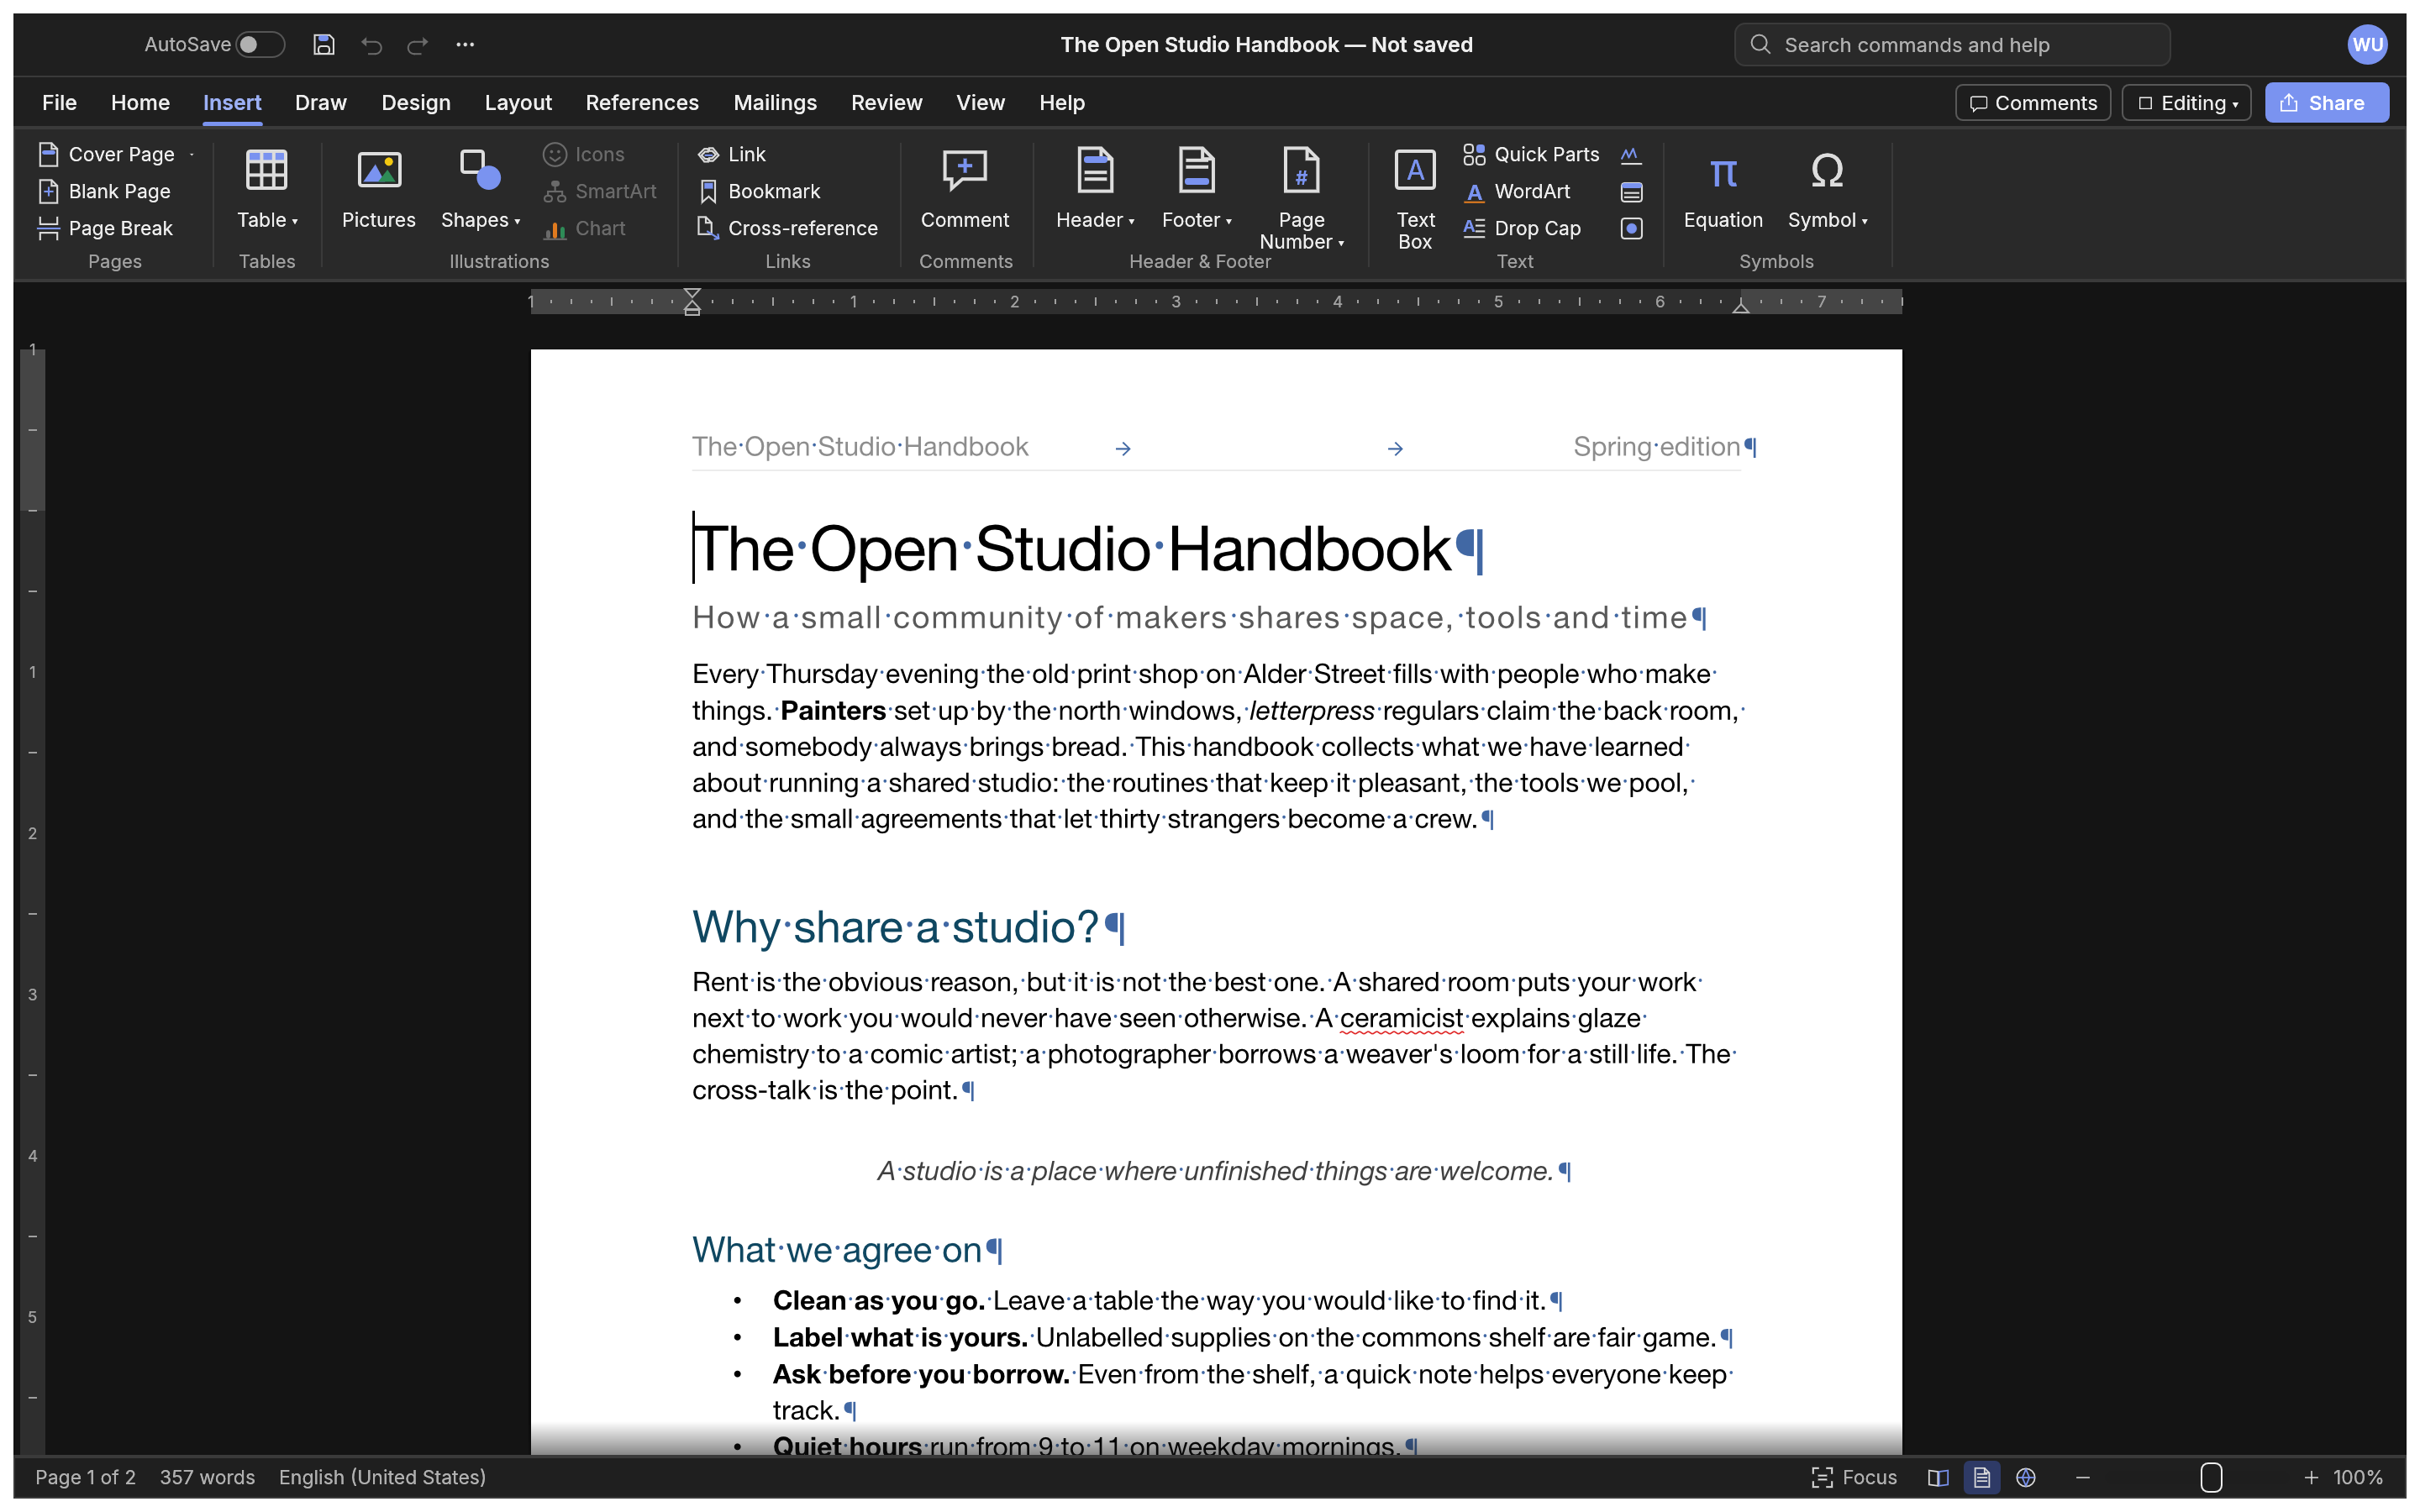 AutoSave
The Open Studio Handbook — Not saved
Search commands and help
WU
File Home Insert Draw Design Layout References Mailings Review View Help
Comments Editing Share
Cover Page
Blank Page
Page Break
Pages
Table
Tables
Pictures
Shapes
Icons
SmartArt
Chart
Illustrations
Link
Bookmark
Cross-reference
Links
Comment
Comments
Header
Footer
Page
Number
Header & Footer
Text
Box
Quick Parts
WordArt
Drop Cap
Text
Equation
Symbol
Symbols
1 1 2 3 4 5 6 7
The·Open·Studio·Handbook → → Spring·edition¶
The·Open·Studio·Handbook¶
How·a·small·community·of·makers·shares·space,·tools·and·time¶
Every·Thursday·evening·the·old·print·shop·on·Alder·Street·fills·with·people·who·make·
things.·Painters·set·up·by·the·north·windows,·letterpress·regulars·claim·the·back·room,·
and·somebody·always·brings·bread.·This·handbook·collects·what·we·have·learned·
about·running·a·shared·studio:·the·routines·that·keep·it·pleasant,·the·tools·we·pool,·
and·the·small·agreements·that·let·thirty·strangers·become·a·crew.¶
Why·share·a·studio?¶
Rent·is·the·obvious·reason,·but·it·is·not·the·best·one.·A·shared·room·puts·your·work·
next·to·work·you·would·never·have·seen·otherwise.·A·ceramicist·explains·glaze·
chemistry·to·a·comic·artist;·a·photographer·borrows·a·weaver's·loom·for·a·still·life.·The·
cross-talk·is·the·point.¶
A·studio·is·a·place·where·unfinished·things·are·welcome.¶
What·we·agree·on¶
• Clean·as·you·go.·Leave·a·table·the·way·you·would·like·to·find·it.¶
• Label·what·is·yours.·Unlabelled·supplies·on·the·commons·shelf·are·fair·game.¶
• Ask·before·you·borrow.·Even·from·the·shelf,·a·quick·note·helps·everyone·keep·
track.¶
• Quiet·hours·run·from·9·to·11·on·weekday·mornings.¶
1
1
2
3
4
5
Page 1 of 2 357 words English (United States)
Focus
100%